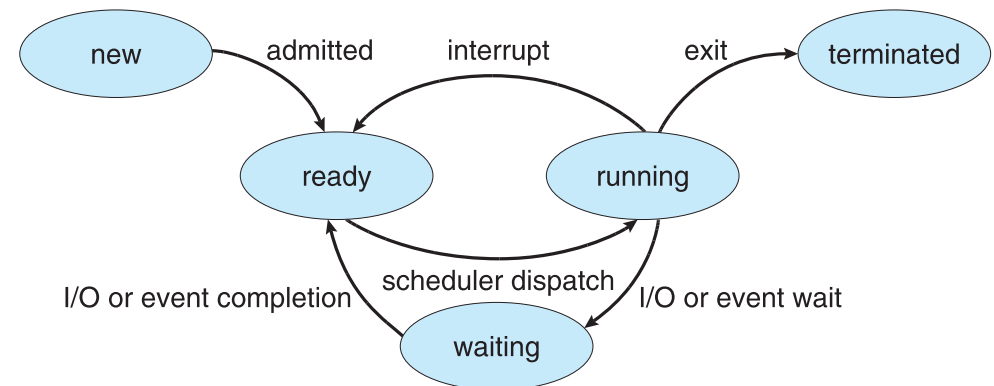 new
admitted
interrupt
exit
terminated
ready
running
scheduler dispatch
I/O or event completion
I/O or event wait
waiting